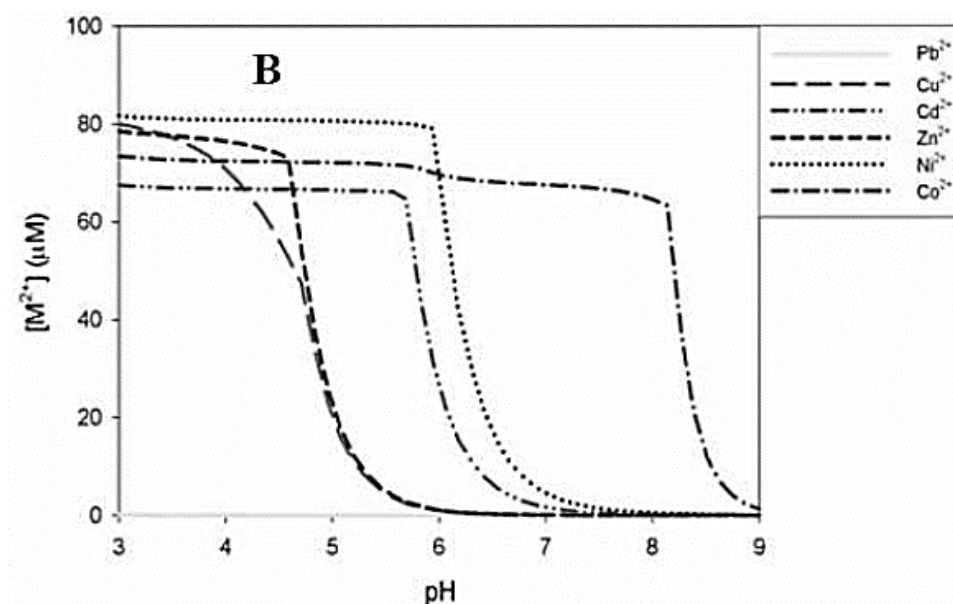 B
100
80
60
40
20
0
[M²⁺] (μM)
3 4 5 6 7 8 9
pH
Pb²⁺
Cu²⁺
Cd²⁺
Zn²⁺
Ni²⁺
Co²⁺